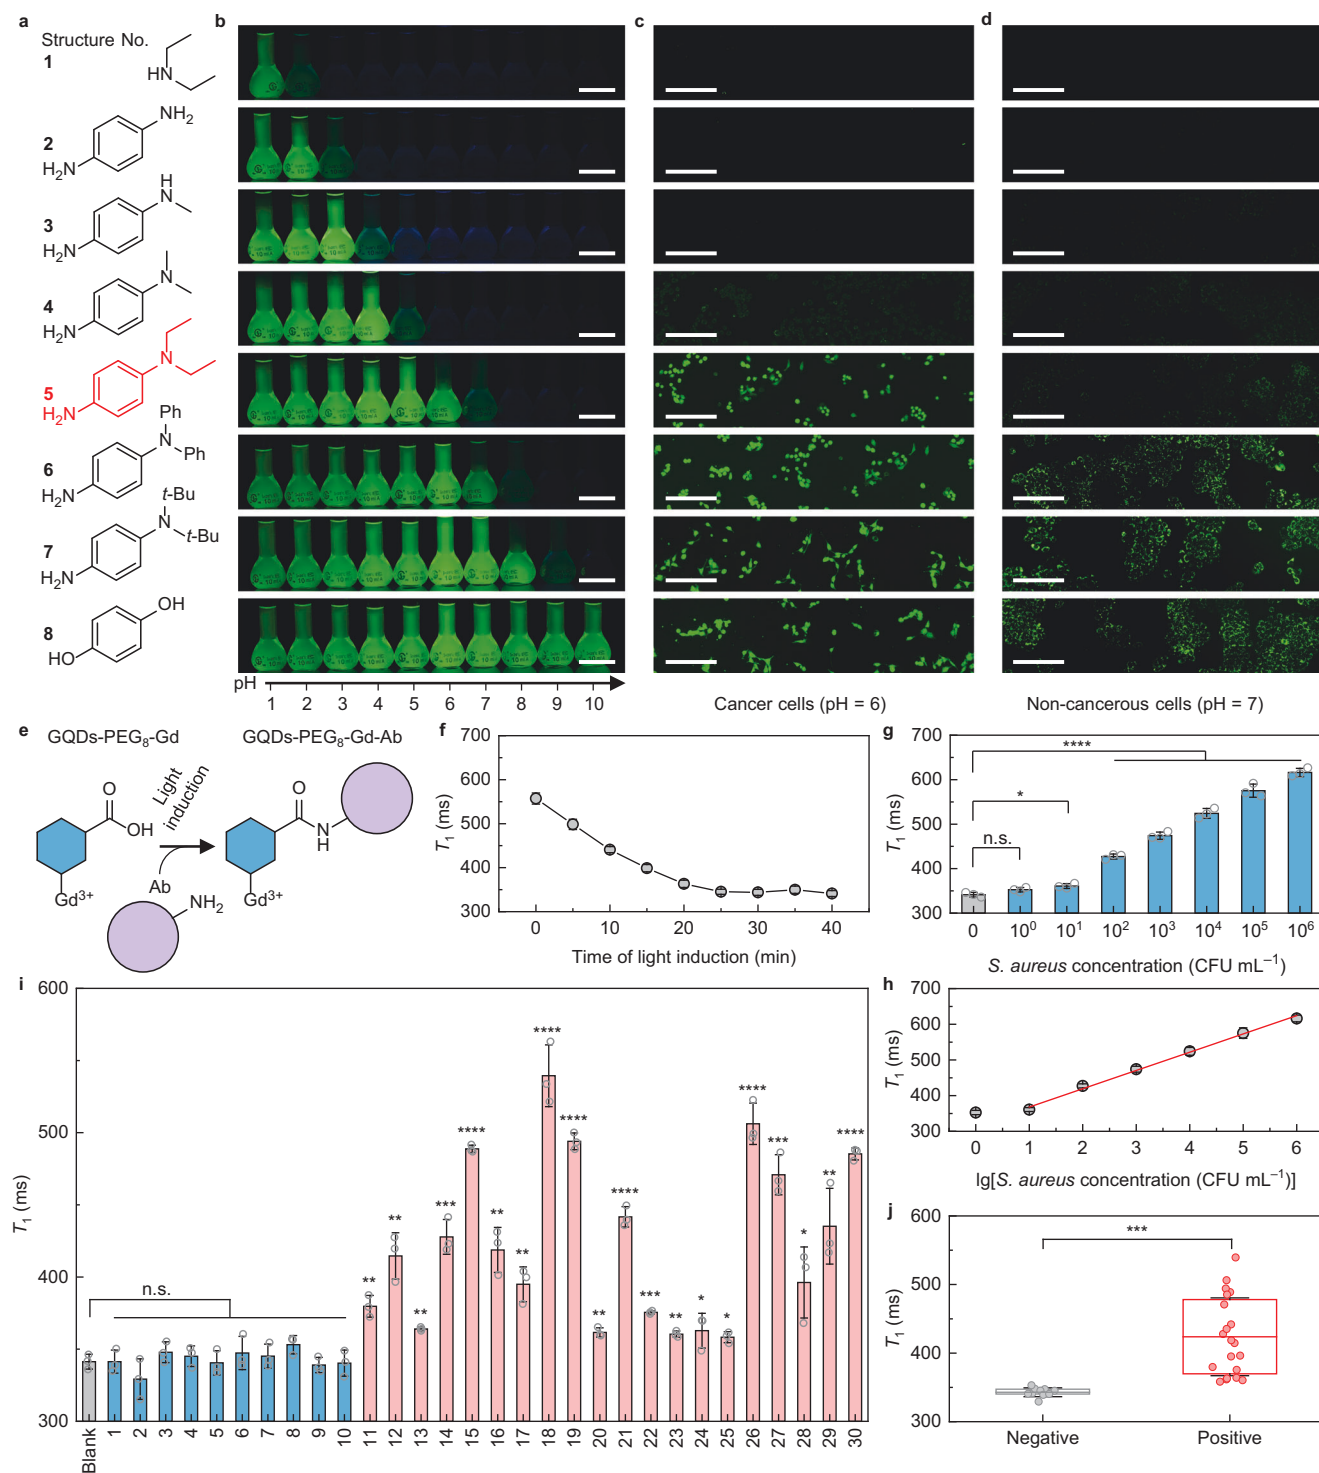 a
Structure No.
1
HN
2
NH2
H2N
3
H
N
H2N
4
N
H2N
5
N
H2N
6
Ph
N
Ph
H2N
7
t-Bu
N
t-Bu
H2N
8
OH
HO
b
pH
1 2 3 4 5 6 7 8 9 10
c
Cancer cells (pH = 6)
d
Non-cancerous cells (pH = 7)
e
GQDs-PEG8-Gd
GQDs-PEG8-Gd-Ab
O
OH
Gd3+
Light induction
Ab
NH2
O
N
H
Gd3+
f
T1 (ms)
700
600
500
400
300
0 10 20 30 40
Time of light induction (min)
g
T1 (ms)
700
600
500
400
300
****
*
n.s.
0 10^0 10^1 10^2 10^3 10^4 10^5 10^6
S. aureus concentration (CFU mL–1)
h
T1 (ms)
700
600
500
400
300
0 1 2 3 4 5 6
lg[S. aureus concentration (CFU mL–1)]
i
T1 (ms)
600
500
400
300
n.s.
** ** ** *** **** ** ** **** **** ** **** *** ** * * **** *** * ** ****
Blank 1 2 3 4 5 6 7 8 9 10 11 12 13 14 15 16 17 18 19 20 21 22 23 24 25 26 27 28 29 30
j
T1 (ms)
600
500
400
300
***
Negative Positive